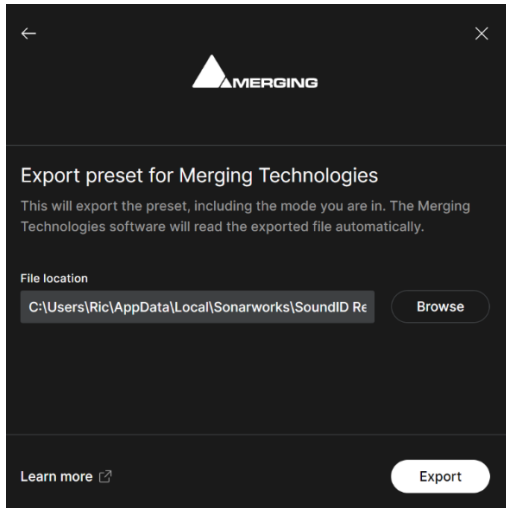 MERGING
Export preset for Merging Technologies
This will export the preset, including the mode you are in. The Merging
Technologies software will read the exported file automatically.
File location
C:\Users\Ric\AppData\Local\Sonarworks\SoundID Re
Browse
Learn more
Export